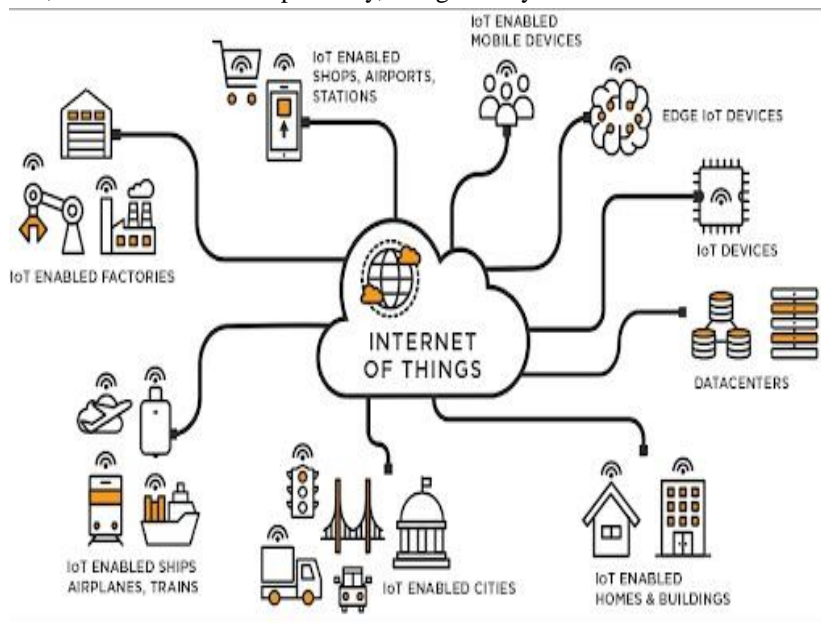 IoT ENABLED
MOBILE DEVICES
IoT ENABLED
SHOPS, AIRPORTS,
STATIONS
EDGE IoT DEVICES
IoT DEVICES
IoT ENABLED FACTORIES
INTERNET
OF THINGS
DATACENTERS
IoT ENABLED SHIPS
AIRPLANES, TRAINS
IoT ENABLED CITIES
IoT ENABLED
HOMES & BUILDINGS